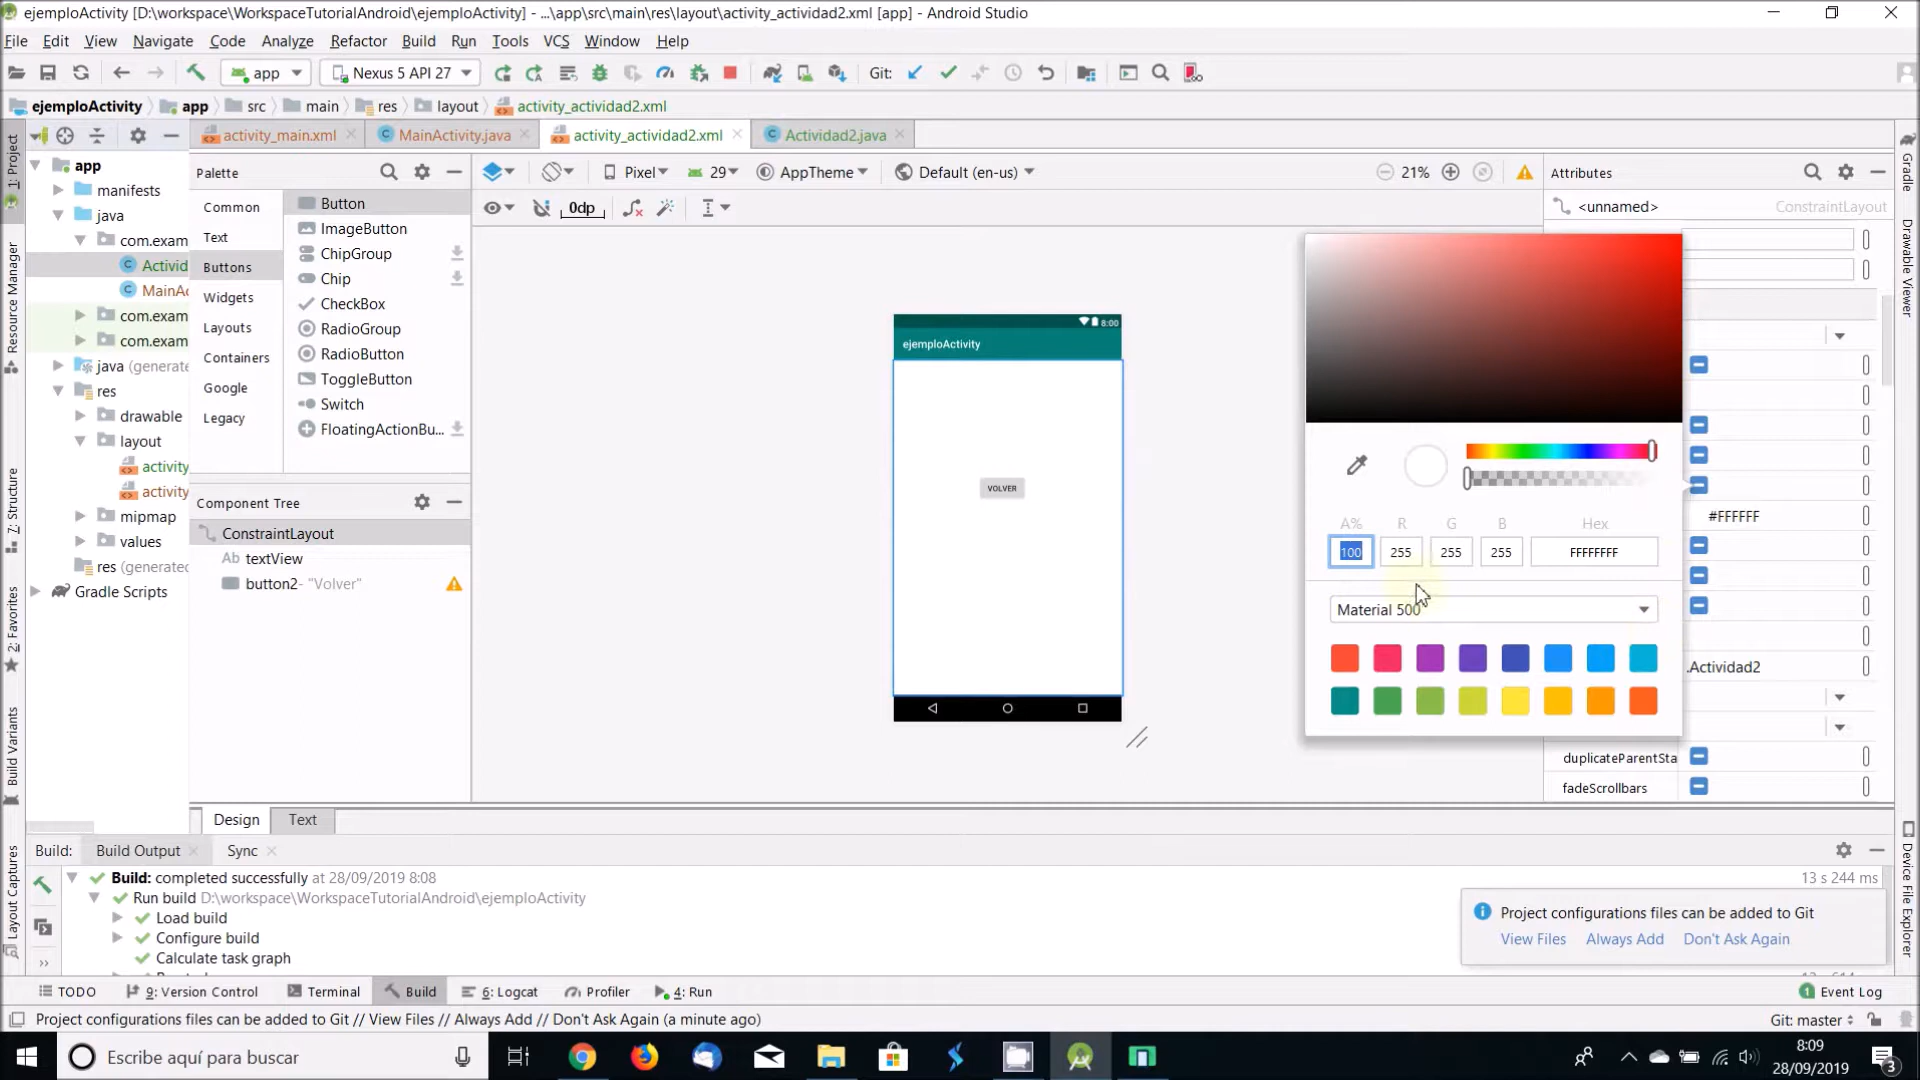 ejemploActivity [D:\workspace\WorkspaceTutorialAndroid\ejemploActivity] - ...\app\src\main\res\layout\activity_actividad2.xml [app] - Android Studio
File Edit View Navigate Code Analyze Refactor Build Run Tools VCS Window Help
app Nexus 5 API 27 Git:
ejemploActivity app src main res layout activity_actividad2.xml
activity_main.xml MainActivity.java activity_actividad2.xml Actividad2.java
1: Project
Resource Manager
7: Structure
2: Favorites
Build Variants
Layout Captures
app
manifests
java
com.exam
Activid
MainAc
com.exam
com.exam
java (generate
res
drawable
layout
activity
activity
mipmap
values
res (generated
Gradle Scripts
Palette
Common
Text
Buttons
Widgets
Layouts
Containers
Google
Legacy
Button
ImageButton
ChipGroup
Chip
CheckBox
RadioGroup
RadioButton
ToggleButton
Switch
FloatingActionBu...
Component Tree
ConstraintLayout
Ab textView
button2- "Volver"
Pixel 29 AppTheme Default (en-us) 21%
0dp
8:00
ejemploActivity
VOLVER
Attributes
<unnamed> ConstraintLayout
#FFFFFF
.Actividad2
duplicateParentSta
fadeScrollbars
A% R G B Hex
100 255 255 255 FFFFFFFF
Material 500
Gradle
Drawable Viewer
Device File Explorer
Design Text
Build: Build Output Sync
Build: completed successfully at 28/09/2019 8:08 13 s 244 ms
Run build D:\workspace\WorkspaceTutorialAndroid\ejemploActivity
Load build
Configure build
Calculate task graph
Project configurations files can be added to Git
View Files Always Add Don't Ask Again
TODO 9: Version Control Terminal Build 6: Logcat Profiler 4: Run 1 Event Log
Project configurations files can be added to Git // View Files // Always Add // Don't Ask Again (a minute ago) Git: master
Escribe aquí para buscar
8:09
28/09/2019
3